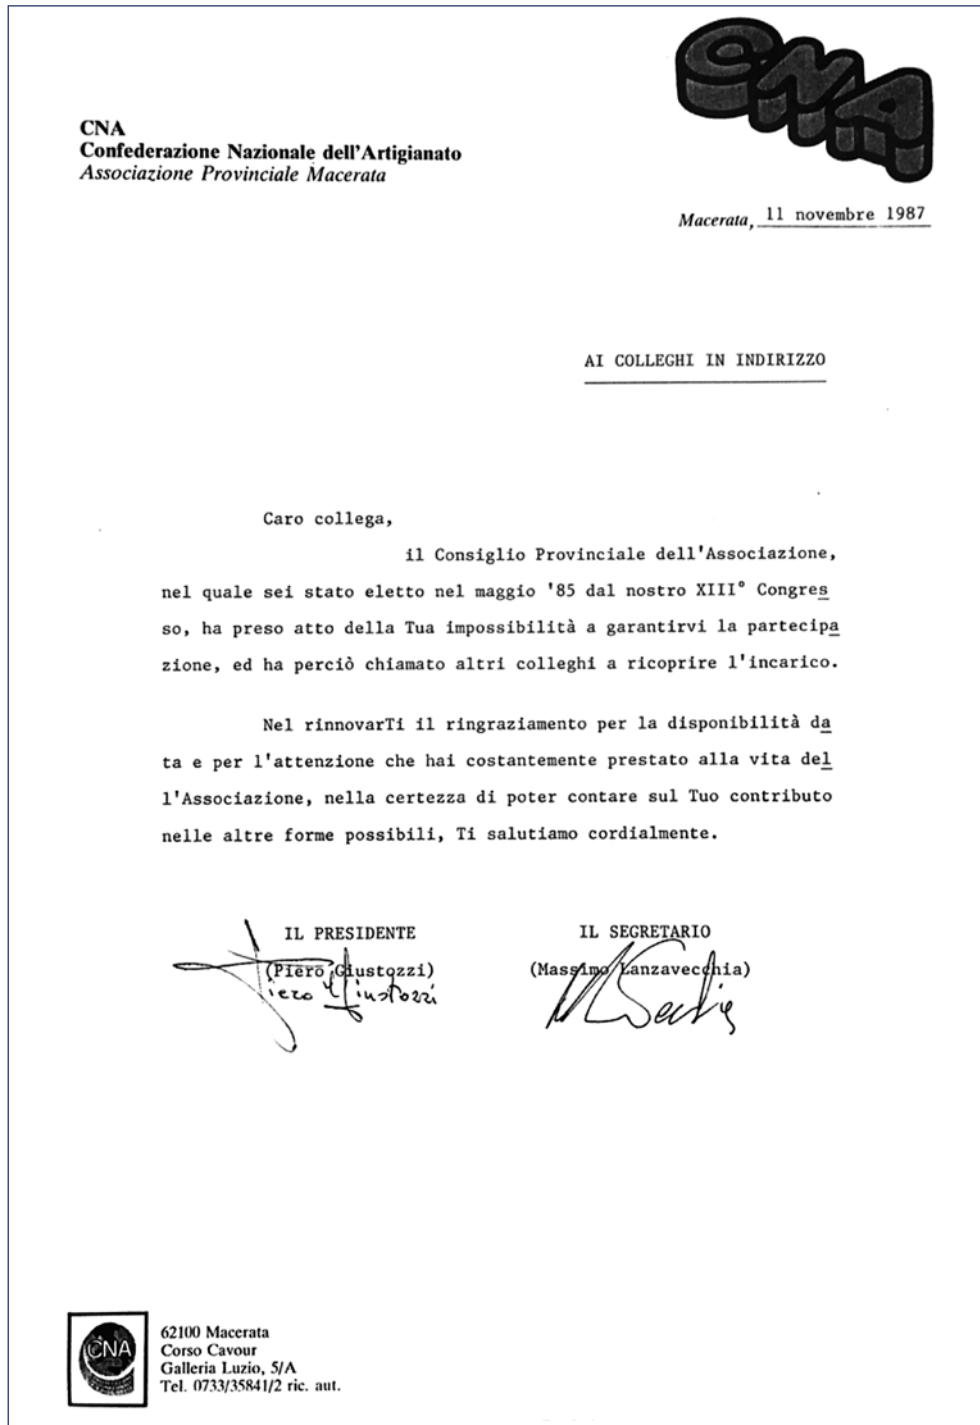 CNA
CNA
Confederazione Nazionale dell'Artigianato
Associazione Provinciale Macerata
Macerata, 11 novembre 1987
AI COLLEGHI IN INDIRIZZO
Caro collega,
il Consiglio Provinciale dell'Associazione,
nel quale sei stato eletto nel maggio '85 dal nostro XIII° Congres
so, ha preso atto della Tua impossibilità a garantirvi la partecipa
zione, ed ha perciò chiamato altri colleghi a ricoprire l'incarico.
Nel rinnovarTi il ringraziamento per la disponibilità da
ta e per l'attenzione che hai costantemente prestato alla vita del
l'Associazione, nella certezza di poter contare sul Tuo contributo
nelle altre forme possibili, Ti salutiamo cordialmente.
IL PRESIDENTE
(Piero Giustozzi)
Piero Giustozzi
IL SEGRETARIO
(Massimo Lanzavecchia)
CNA
62100 Macerata
Corso Cavour
Galleria Luzio, 5/A
Tel. 0733/35841/2 ric. aut.